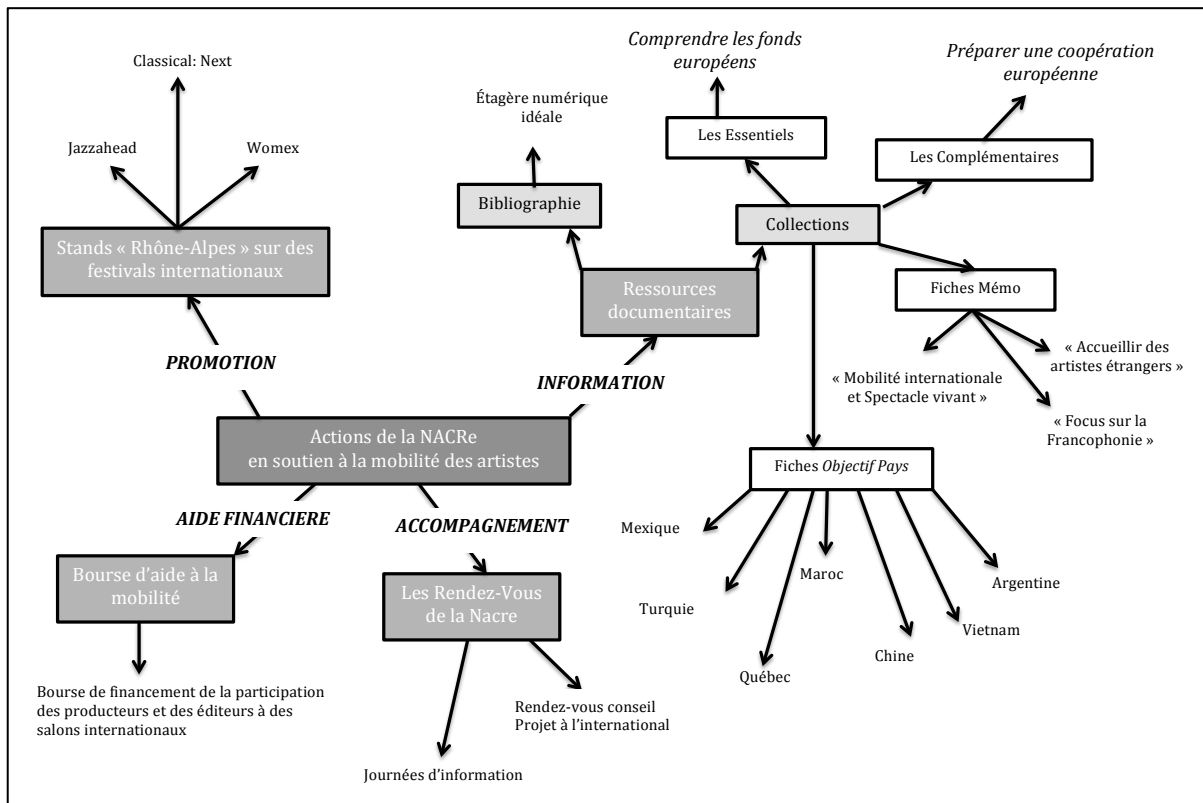 Comprendre les fonds
européens
Préparer une coopération
européenne
Classical: Next
Étagère numérique
idéale
Les Essentiels
Jazzahead
Womex
Les Complémentaires
Bibliographie
Collections
Stands « Rhône-Alpes » sur des
festivals internationaux
Ressources
documentaires
Fiches Mémo
PROMOTION
INFORMATION
« Accueillir des
artistes étrangers »
« Mobilité internationale
et Spectacle vivant »
« Focus sur la
Francophonie »
Actions de la NACRe
en soutien à la mobilité des artistes
Fiches Objectif Pays
AIDE FINANCIERE
ACCOMPAGNEMENT
Mexique
Maroc
Argentine
Turquie
Vietnam
Chine
Québec
Bourse d'aide à la
mobilité
Les Rendez-Vous
de la Nacre
Bourse de financement de la participation
des producteurs et des éditeurs à des
salons internationaux
Rendez-vous conseil
Projet à l'international
Journées d'information